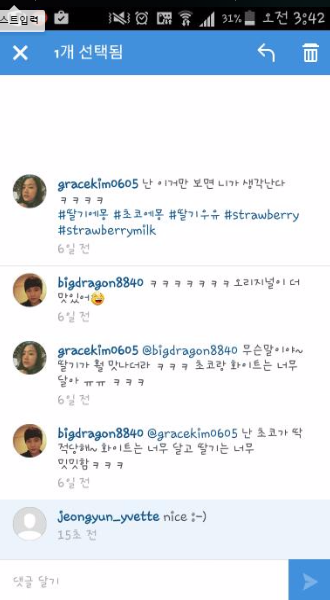 스트입력
31% 오전 3:42
1개 선택됨
gracekim0605 난 이거만 보면 니가 생각난다
ㅋㅋㅋㅋ
#딸기에몽 #초코에몽 #딸기우유 #strawberry
#strawberrymilk
6일 전
bigdragon8840 ㅋㅋㅋㅋㅋㅋㅋ 오리지널이 더
맛있어😅
6일 전
gracekim0605 @bigdragon8840 무슨말이야~
딸기가 훨 맛나더라 ㅋㅋㅋ 초코랑 화이트는 너무
달아 ㅠㅠ ㅋㅋㅋ
6일 전
bigdragon8840 @gracekim0605 난 초코가 딱
적당해~ 화이트는 너무 달고 딸기는 너무
밋밋함ㅋㅋㅋ
6일 전
jeongyun_yvette nice :-)
15초 전
댓글 달기